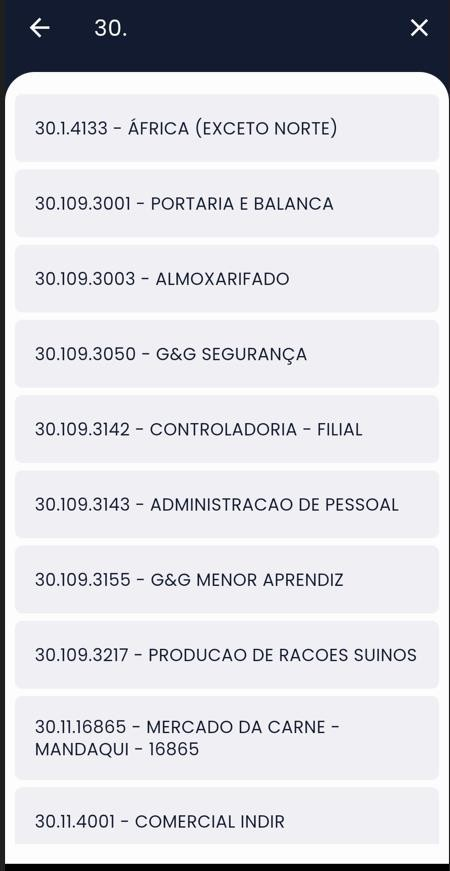 30.
30.1.4133 - ÁFRICA (EXCETO NORTE)
30.109.3001 - PORTARIA E BALANCA
30.109.3003 - ALMOXARIFADO
30.109.3050 - G&G SEGURANÇA
30.109.3142 - CONTROLADORIA - FILIAL
30.109.3143 - ADMINISTRACAO DE PESSOAL
30.109.3155 - G&G MENOR APRENDIZ
30.109.3217 - PRODUCAO DE RACOES SUINOS
30.11.16865 - MERCADO DA CARNE -
MANDAQUI - 16865
30.11.4001 - COMERCIAL INDIR